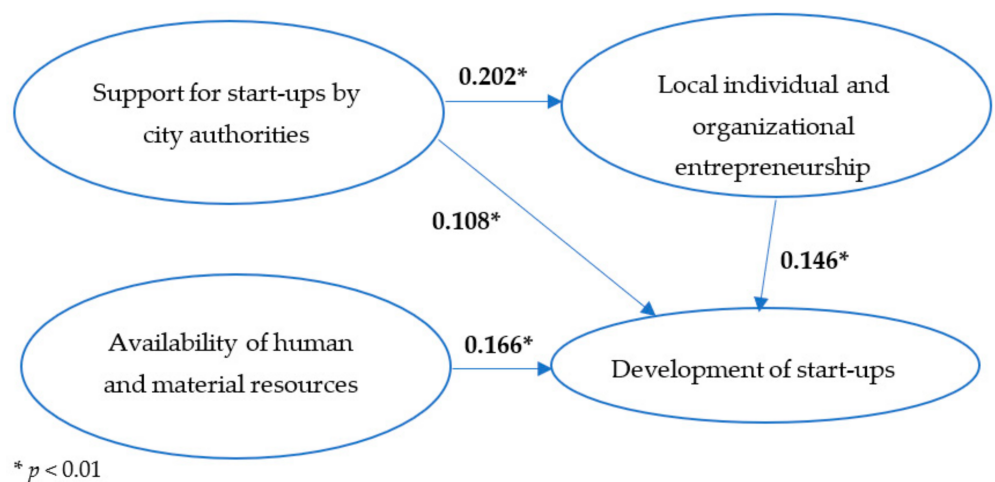 Support for start-ups by
city authorities
0.202*
Local individual and
organizational
entrepreneurship
0.108*
0.146*
Availability of human
and material resources
0.166*
Development of start-ups
* p < 0.01